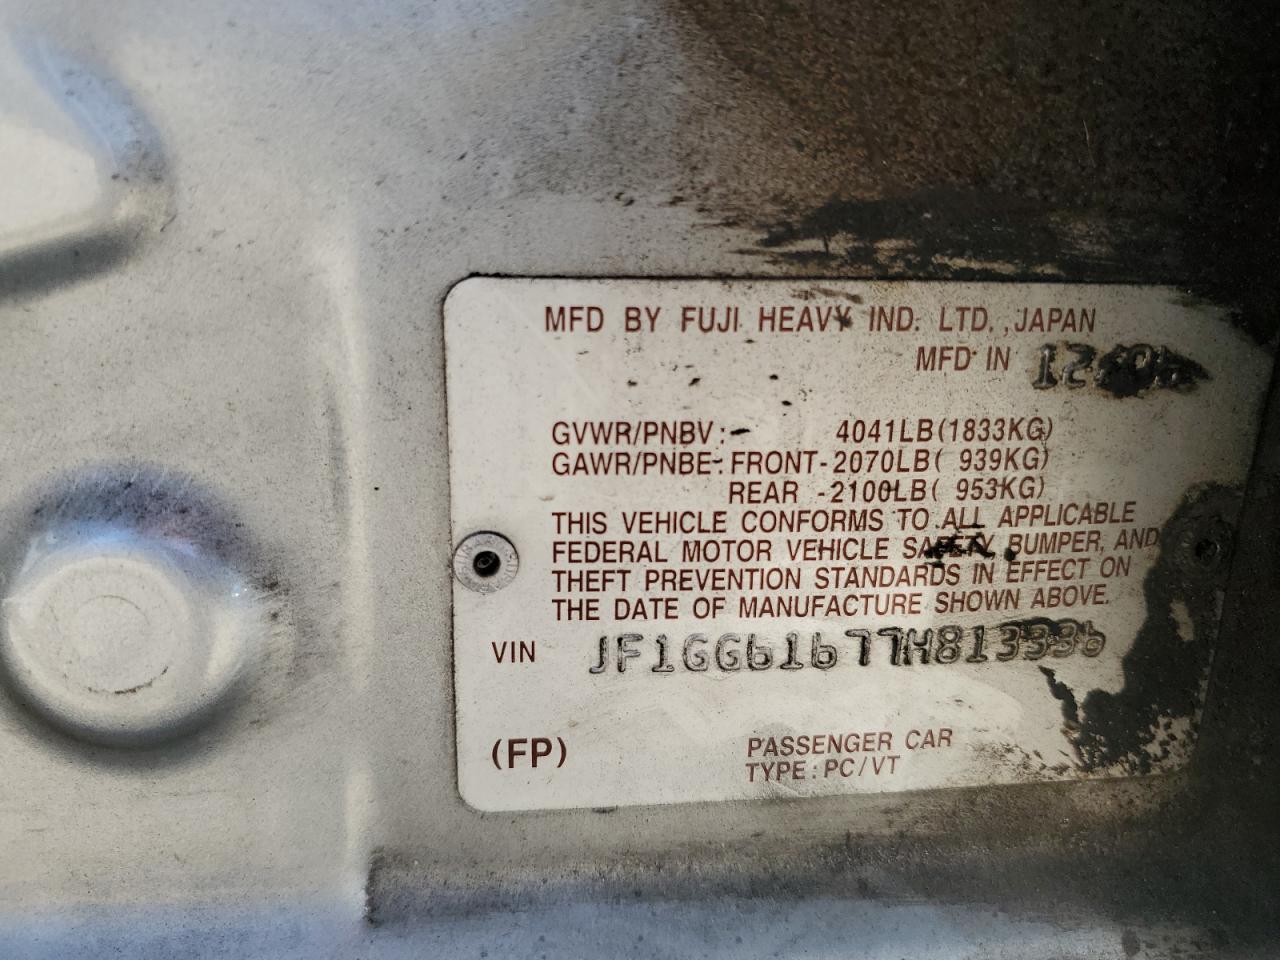 MFD BY FUJI HEAVY IND. LTD., JAPAN
MFD IN 12/06
GVWR/PNBV: 4041LB(1833KG)
GAWR/PNBE-FRONT-2070LB( 939KG)
REAR -2100LB( 953KG)
THIS VEHICLE CONFORMS TO ALL APPLICABLE
FEDERAL MOTOR VEHICLE SAFETY, BUMPER, AND
THEFT PREVENTION STANDARDS IN EFFECT ON
THE DATE OF MANUFACTURE SHOWN ABOVE.
VIN JF1GG61677H813336
(FP) PASSENGER CAR
TYPE:PC/VT